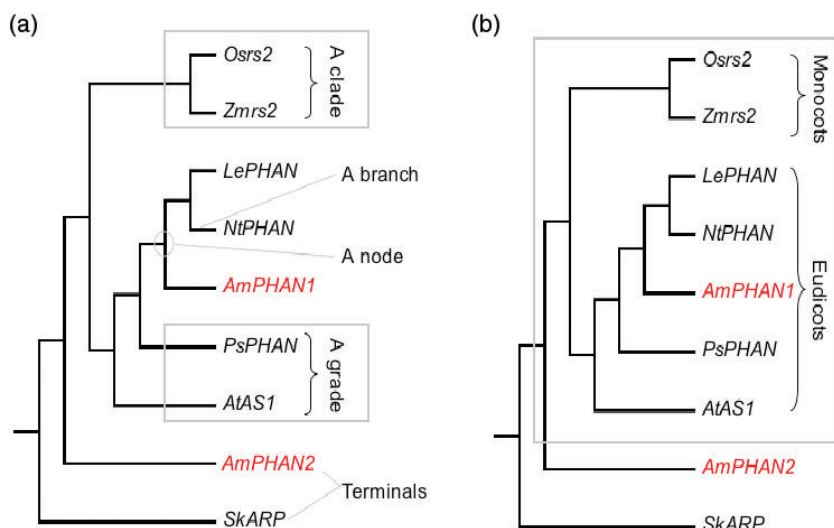 (a)
Osrs2
Zmrs2
A clade
LePHAN
A branch
NtPHAN
A node
AmPHAN1
PsPHAN
AtAS1
A grade
AmPHAN2
Terminals
SkARP
(b)
Osrs2
Zmrs2
Monocots
LePHAN
NtPHAN
AmPHAN1
PsPHAN
AtAS1
Eudicots
AmPHAN2
SkARP